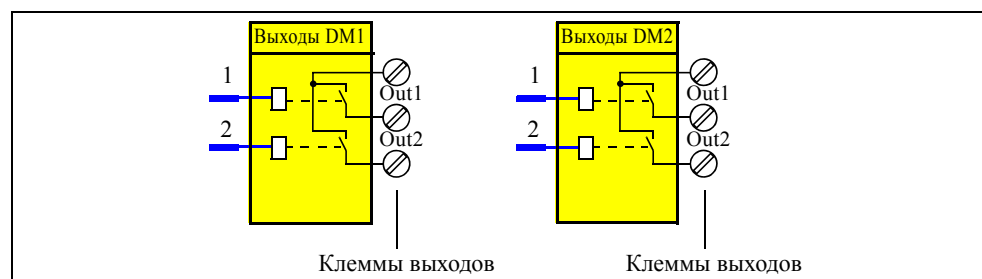 Выходы DM1
1
Out1
2
Out2
Клеммы выходов
Выходы DM2
1
Out1
2
Out2
Клеммы выходов